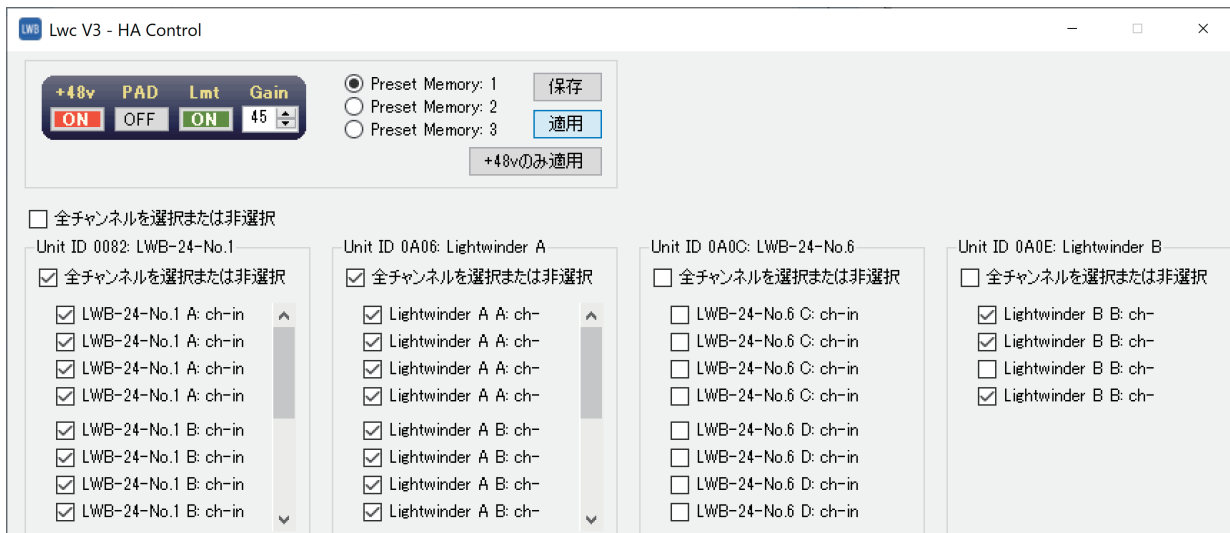 LWB Lwc V3 - HA Control
+48v PAD Lmt Gain
ON OFF ON 45
Preset Memory: 1
Preset Memory: 2
Preset Memory: 3
保存
適用
+48vのみ適用
全チャンネルを選択または非選択
Unit ID 0082: LWB-24-No.1
全チャンネルを選択または非選択
LWB-24-No.1 A: ch-in
LWB-24-No.1 A: ch-in
LWB-24-No.1 A: ch-in
LWB-24-No.1 A: ch-in
LWB-24-No.1 B: ch-in
LWB-24-No.1 B: ch-in
LWB-24-No.1 B: ch-in
LWB-24-No.1 B: ch-in
Unit ID 0A06: Lightwinder A
全チャンネルを選択または非選択
Lightwinder A A: ch-
Lightwinder A A: ch-
Lightwinder A A: ch-
Lightwinder A A: ch-
Lightwinder A B: ch-
Lightwinder A B: ch-
Lightwinder A B: ch-
Lightwinder A B: ch-
Unit ID 0A0C: LWB-24-No.6
全チャンネルを選択または非選択
LWB-24-No.6 C: ch-in
LWB-24-No.6 C: ch-in
LWB-24-No.6 C: ch-in
LWB-24-No.6 C: ch-in
LWB-24-No.6 D: ch-in
LWB-24-No.6 D: ch-in
LWB-24-No.6 D: ch-in
LWB-24-No.6 D: ch-in
Unit ID 0A0E: Lightwinder B
全チャンネルを選択または非選択
Lightwinder B B: ch-
Lightwinder B B: ch-
Lightwinder B B: ch-
Lightwinder B B: ch-